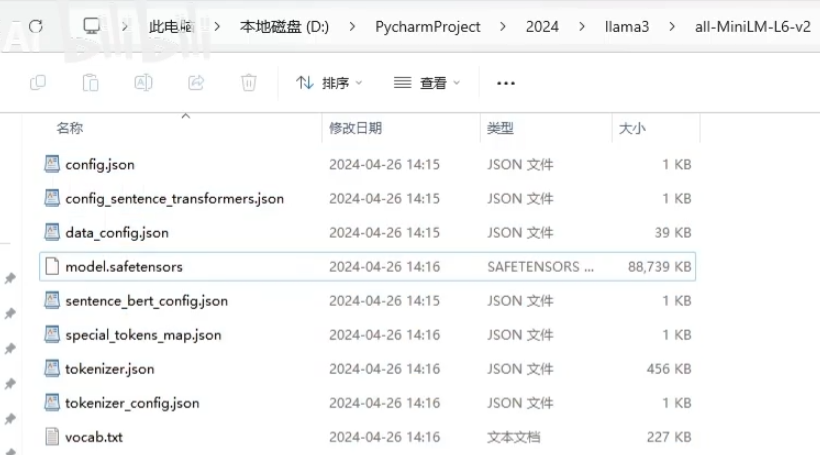 此电脑 > 本地磁盘 (D:) > PycharmProject > 2024 > llama3 > all-MiniLM-L6-v2
排序 查看 ...
名称 修改日期 类型 大小
config.json 2024-04-26 14:15 JSON 文件 1 KB
config_sentence_transformers.json 2024-04-26 14:15 JSON 文件 1 KB
data_config.json 2024-04-26 14:15 JSON 文件 39 KB
model.safetensors 2024-04-26 14:16 SAFETENSORS ... 88,739 KB
sentence_bert_config.json 2024-04-26 14:15 JSON 文件 1 KB
special_tokens_map.json 2024-04-26 14:16 JSON 文件 1 KB
tokenizer.json 2024-04-26 14:16 JSON 文件 456 KB
tokenizer_config.json 2024-04-26 14:16 JSON 文件 1 KB
vocab.txt 2024-04-26 14:16 文本文档 227 KB